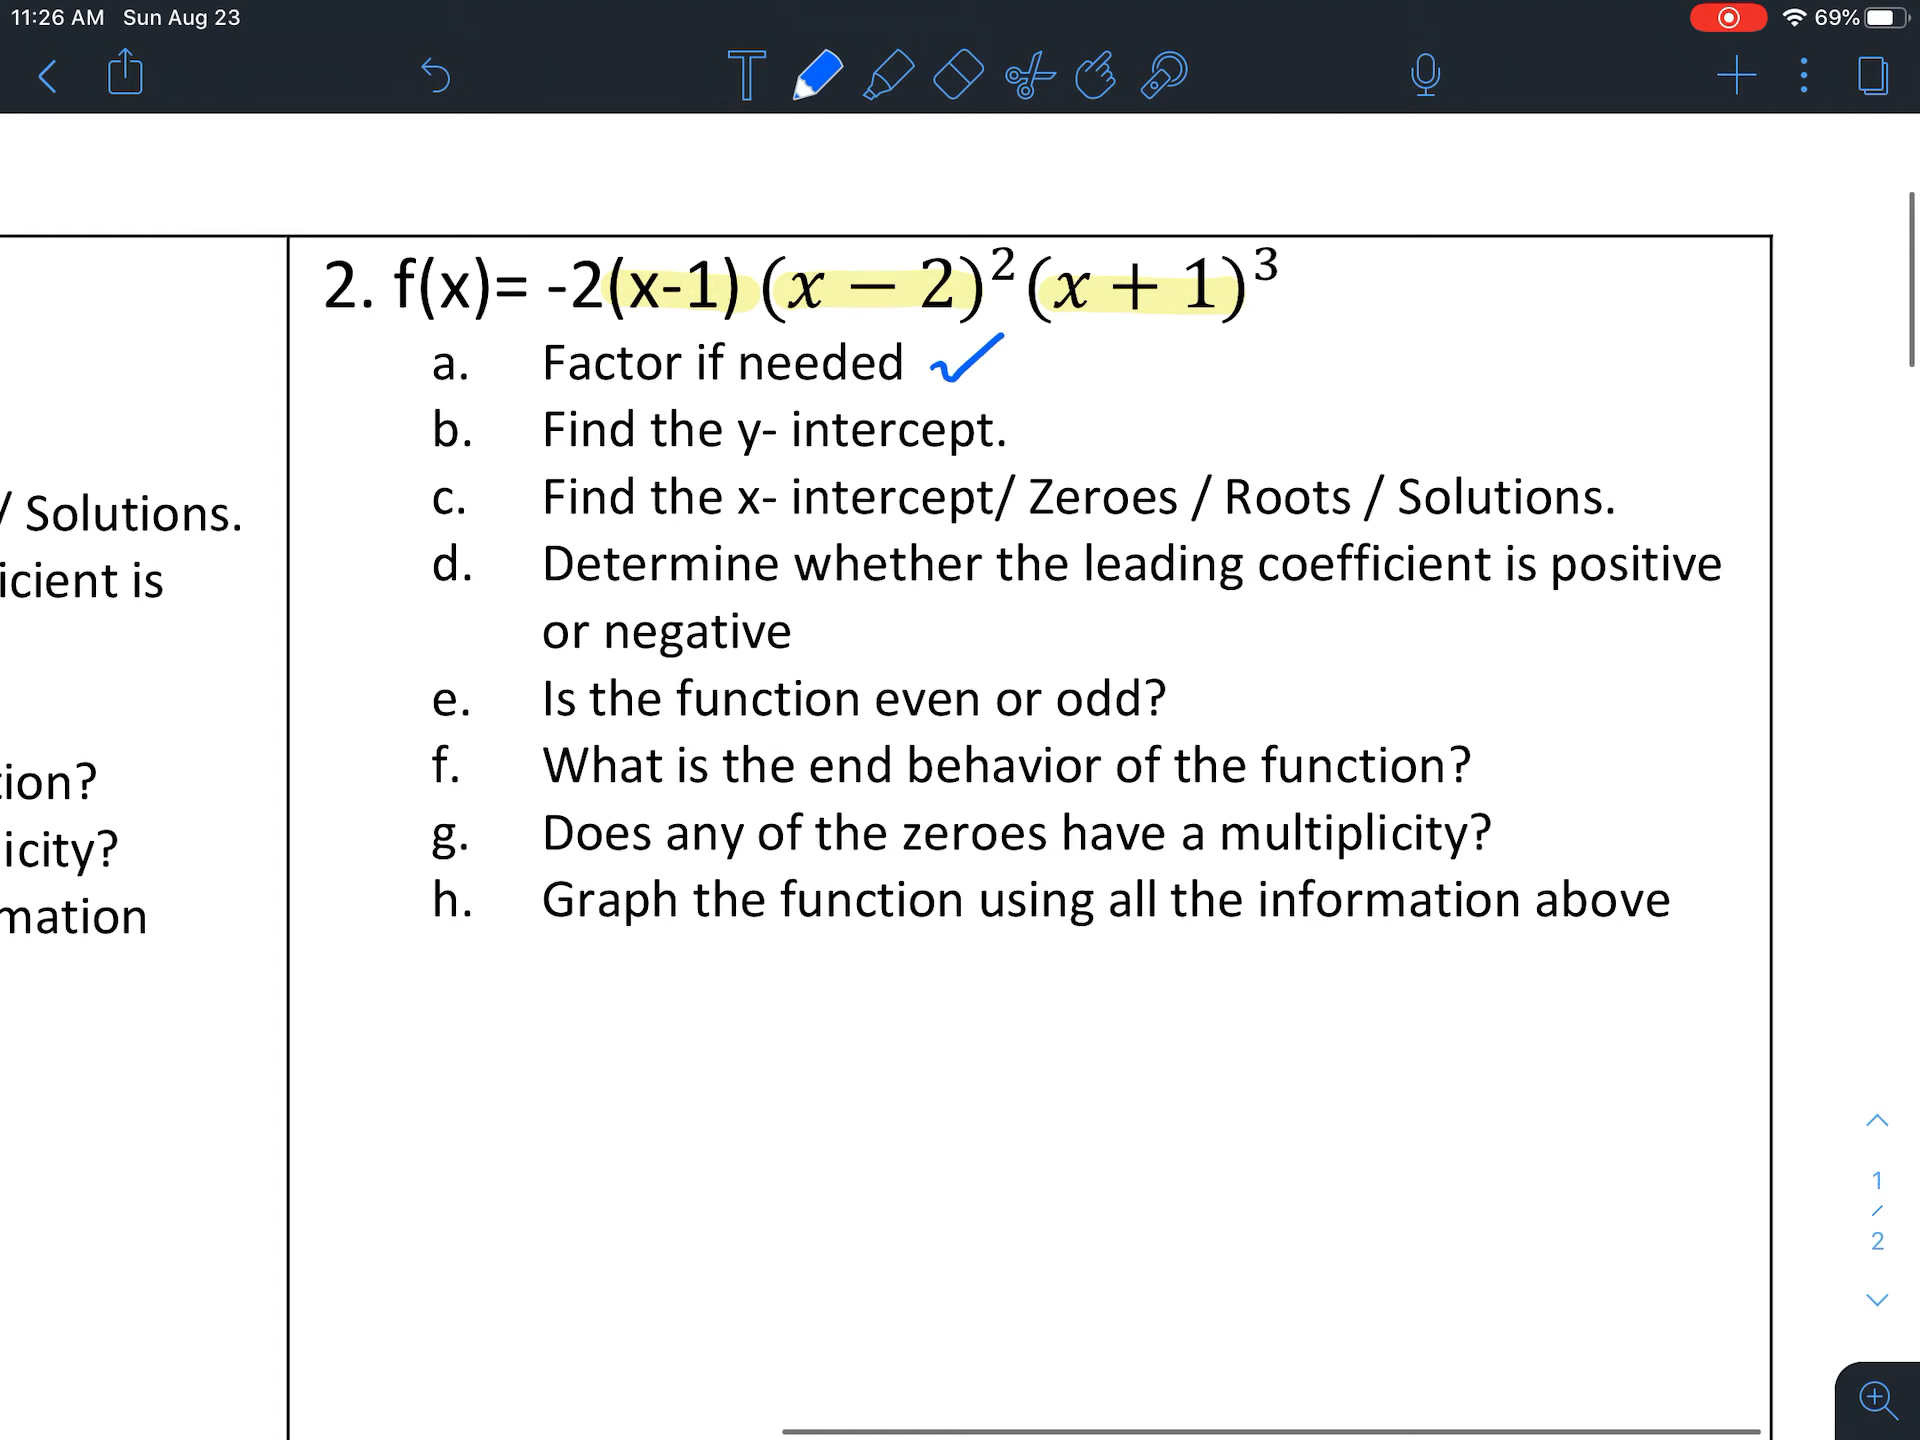 11:26 AM Sun Aug 23
69%
T
2. f(x)= -2(x-1) (x − 2)²(x + 1)³
a. Factor if needed ✓
b. Find the y- intercept.
c. Find the x- intercept/ Zeroes / Roots / Solutions.
d. Determine whether the leading coefficient is positive
or negative
e. Is the function even or odd?
f. What is the end behavior of the function?
g. Does any of the zeroes have a multiplicity?
h. Graph the function using all the information above
/ Solutions.
icient is
tion?
icity?
mation
1
/
2